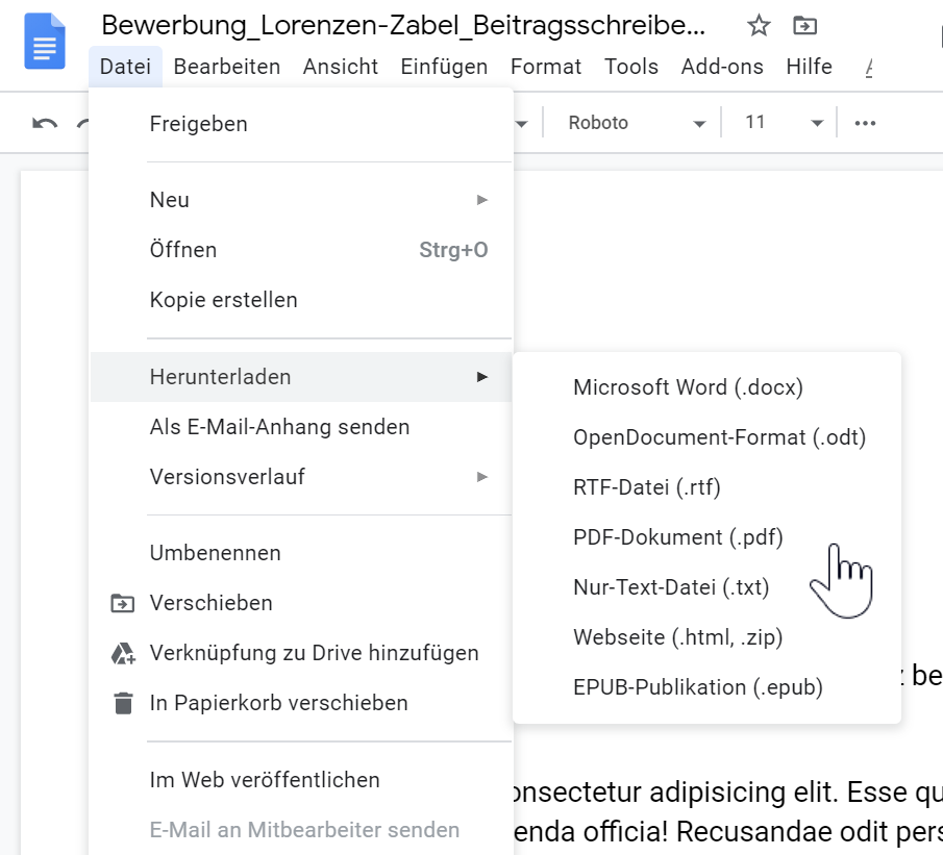 Bewerbung_Lorenzen-Zabel_Beitragsschreibe...
Datei Bearbeiten Ansicht Einfügen Format Tools Add-ons Hilfe
Roboto 11
Freigeben
Neu
Öffnen Strg+O
Kopie erstellen
Herunterladen
Als E-Mail-Anhang senden
Versionsverlauf
Umbenennen
Verschieben
Verknüpfung zu Drive hinzufügen
In Papierkorb verschieben
Im Web veröffentlichen
E-Mail an Mitbearbeiter senden
Microsoft Word (.docx)
OpenDocument-Format (.odt)
RTF-Datei (.rtf)
PDF-Dokument (.pdf)
Nur-Text-Datei (.txt)
Webseite (.html, .zip)
EPUB-Publikation (.epub)
be
onsectetur adipisicing elit. Esse qu
enda officia! Recusandae odit pers